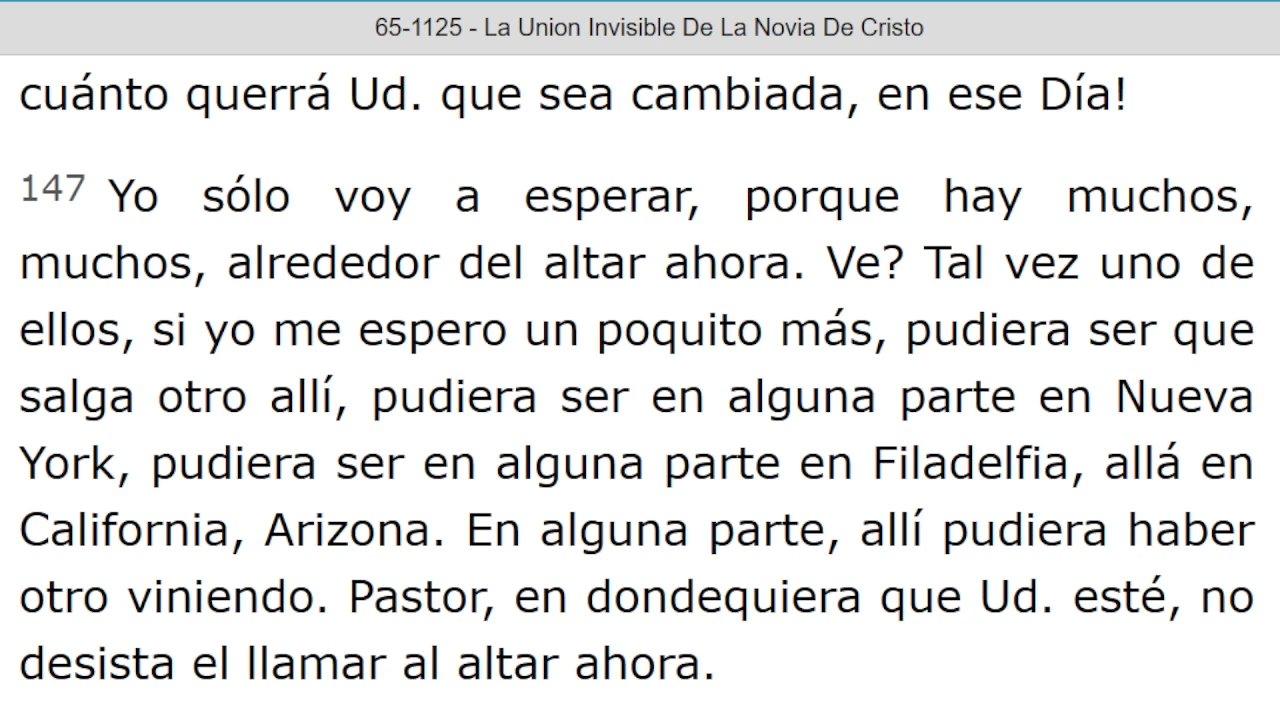 65-1125 - La Union Invisible De La Novia De Cristo
cuánto querrá Ud. que sea cambiada, en ese Día!
147 Yo sólo voy a esperar, porque hay muchos,
muchos, alrededor del altar ahora. Ve? Tal vez uno de
ellos, si yo me espero un poquito más, pudiera ser que
salga otro allí, pudiera ser en alguna parte en Nueva
York, pudiera ser en alguna parte en Filadelfia, allá en
California, Arizona. En alguna parte, allí pudiera haber
otro viniendo. Pastor, en dondequiera que Ud. esté, no
desista el llamar al altar ahora.